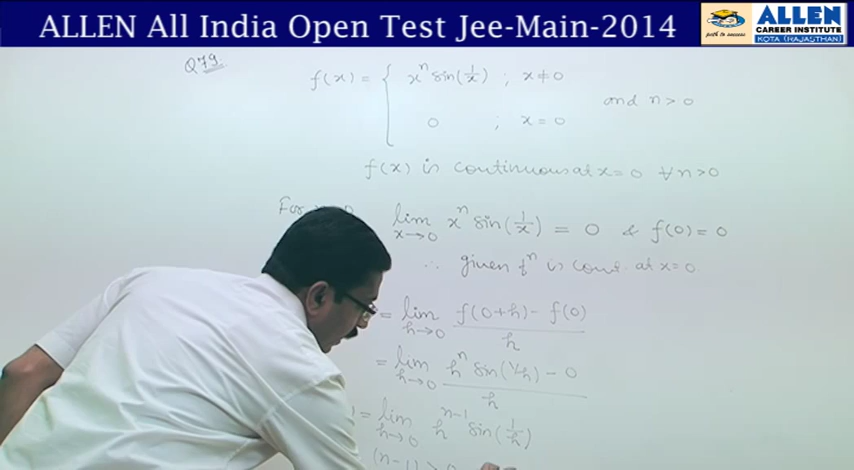 ALLEN All India Open Test Jee-Main-2014
path to success
ALLEN
CAREER INSTITUTE
KOTA (RAJASTHAN)
Q79.
f(x) = { x^n sin(1/x) ; x≠0
0 ; x=0
and n>0
f(x) is continuous at x=0 ∀ n>0
For
lim x→0 x^n sin(1/x) = 0 & f(0)=0
∴ given f^n is cont. at x=0
= lim h→0 f(0+h) - f(0) / h
= lim h→0 h^n sin(1/h) - 0 / h
= lim h→0 h^n-1 sin(1/h)
(n-1) >